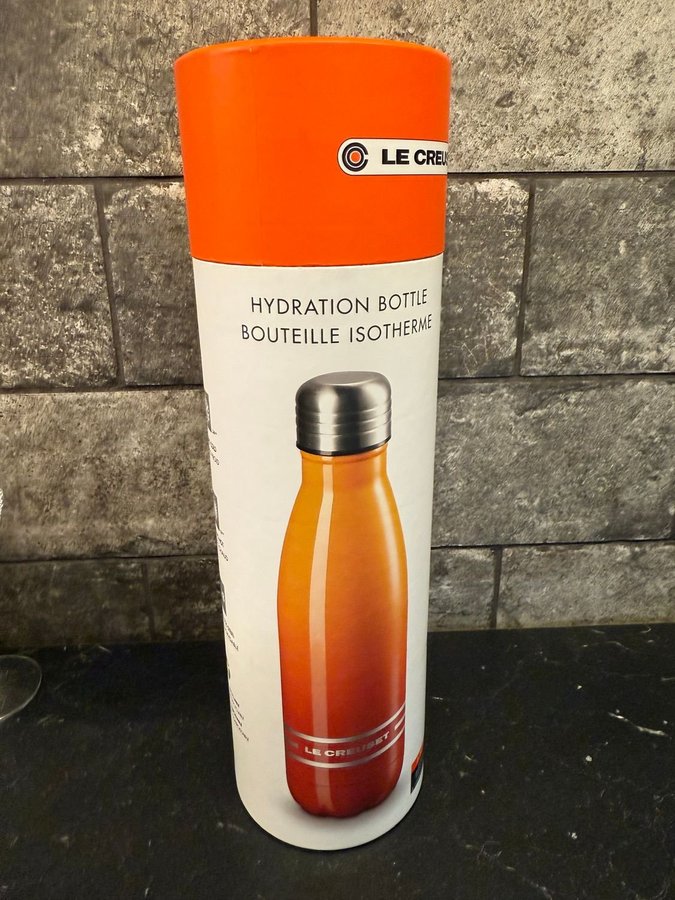 LE CREU
HYDRATION BOTTLE
BOUTEILLE ISOTHERME
LE CREUSET